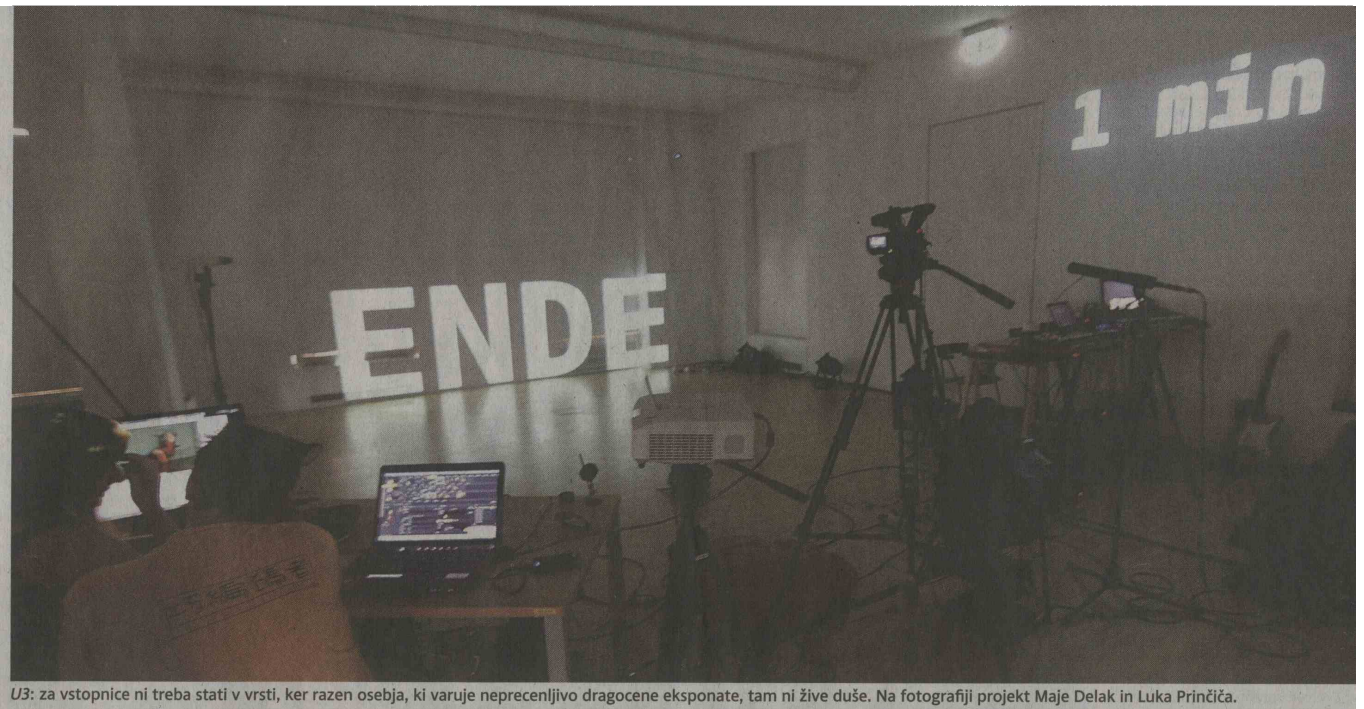 1 min
ENDE
U3: za vstopnice ni treba stati v vrsti, ker razen osebja, ki varuje neprecenljivo dragocene eksponate, tam ni žive duše. Na fotografiji projekt Maje Delak in Luka Prinčiča.